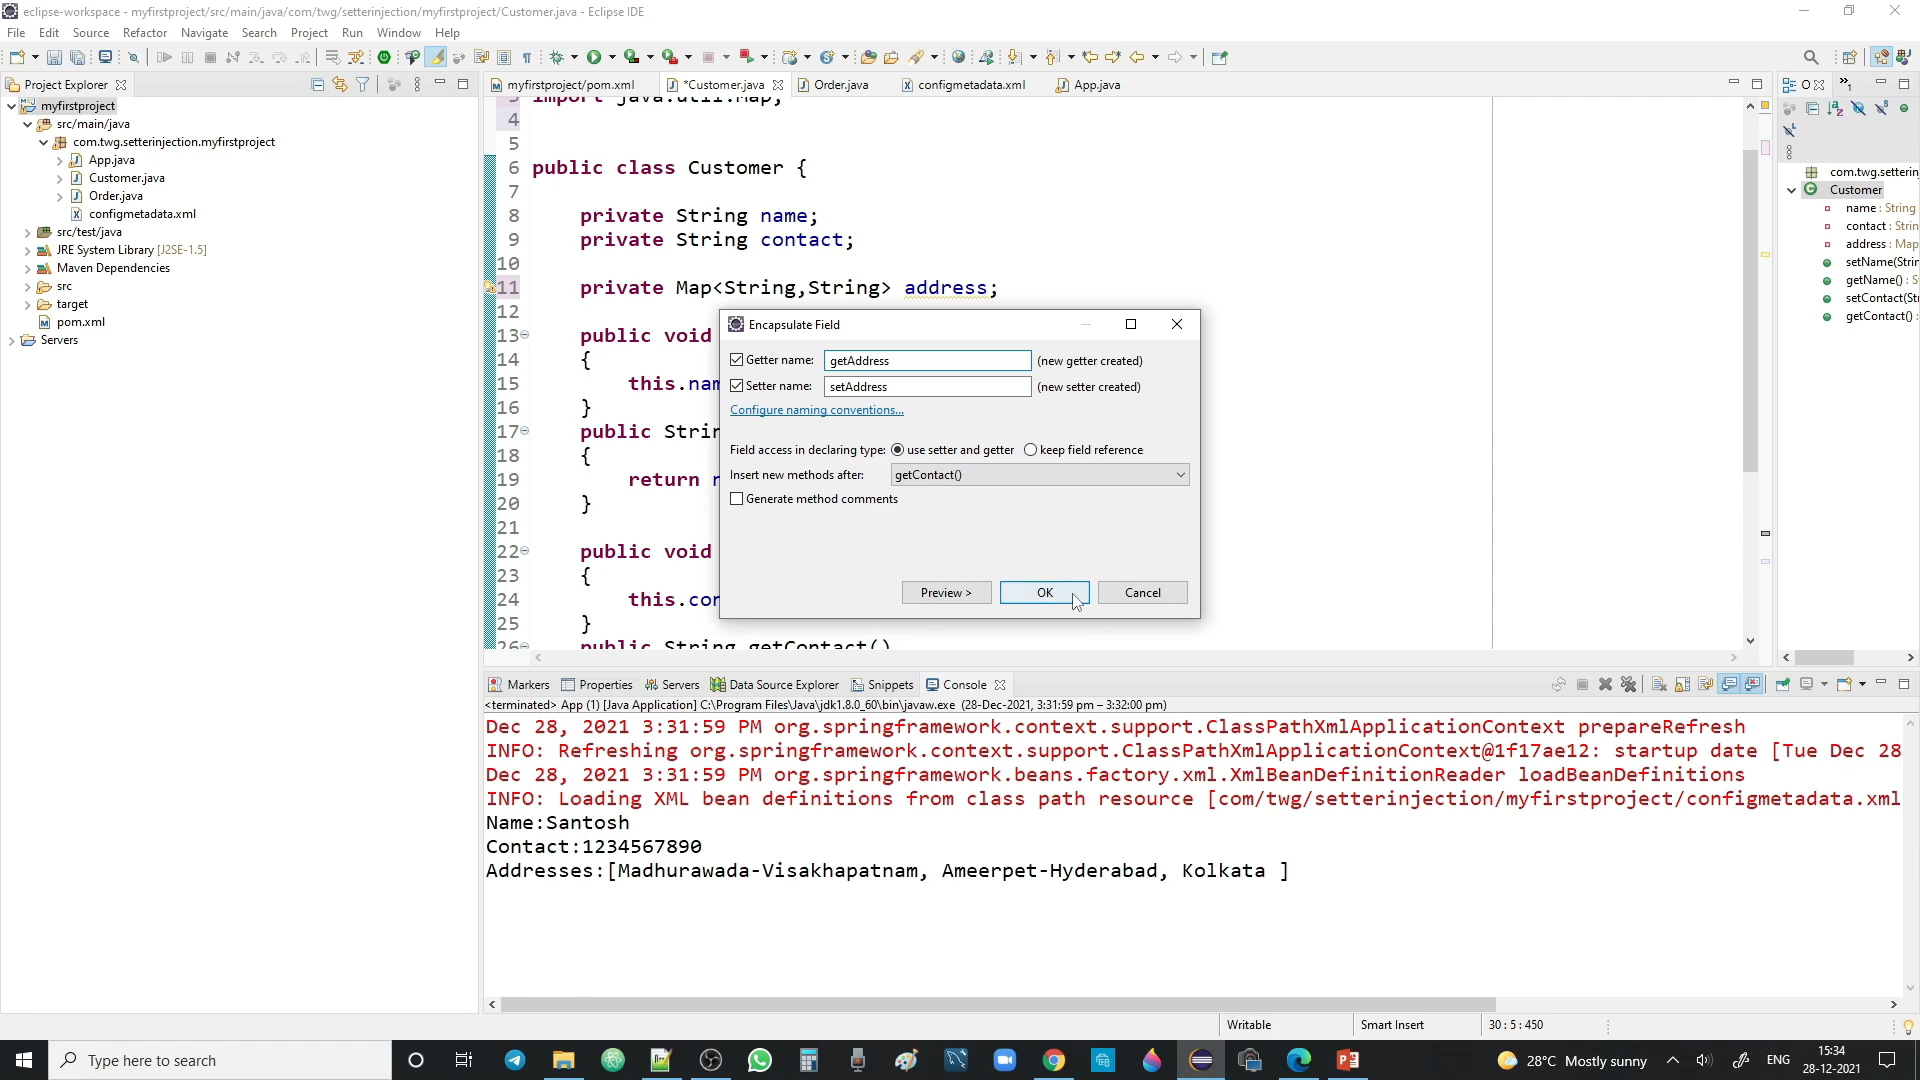 eclipse-workspace - myfirstproject/src/main/java/com/twg/setterinjection/myfirstproject/Customer.java - Eclipse IDE
File Edit Source Refactor Navigate Search Project Run Window Help
Project Explorer
myfirstproject/pom.xml *Customer.java Order.java configmetadata.xml App.java
myfirstproject
src/main/java
com.twg.setterinjection.myfirstproject
App.java
Customer.java
Order.java
configmetadata.xml
src/test/java
JRE System Library [J2SE-1.5]
Maven Dependencies
src
target
pom.xml
Servers
3 import java.util.Map;
4
5
6 public class Customer {
7
8 private String name;
9 private String contact;
10
11 private Map<String,String> address;
12
13 public void
14 {
15 this.nam
16 }
17 public Strin
18 {
19 return
20 }
21
22 public void
23 {
24 this.con
25 }
26 public String getContact()
Encapsulate Field
Getter name: getAddress (new getter created)
Setter name: setAddress (new setter created)
Configure naming conventions...
Field access in declaring type: use setter and getter keep field reference
Insert new methods after: getContact()
Generate method comments
Preview > OK Cancel
O
1
com.twg.setterin
Customer
name : String
contact : Strin
address : Map
setName(Strin
getName() :
setContact(St
getContact() :
Markers Properties Servers Data Source Explorer Snippets Console
<terminated> App (1) [Java Application] C:\Program Files\Java\jdk1.8.0_60\bin\javaw.exe (28-Dec-2021, 3:31:59 pm – 3:32:00 pm)
Dec 28, 2021 3:31:59 PM org.springframework.context.support.ClassPathXmlApplicationContext prepareRefresh
INFO: Refreshing org.springframework.context.support.ClassPathXmlApplicationContext@1f17ae12: startup date [Tue Dec 28
Dec 28, 2021 3:31:59 PM org.springframework.beans.factory.xml.XmlBeanDefinitionReader loadBeanDefinitions
INFO: Loading XML bean definitions from class path resource [com/twg/setterinjection/myfirstproject/configmetadata.xml
Name:Santosh
Contact:1234567890
Addresses:[Madhurawada-Visakhapatnam, Ameerpet-Hyderabad, Kolkata ]
Writable Smart Insert 30 : 5 : 450
Type here to search
28°C Mostly sunny ENG 15:34
28-12-2021